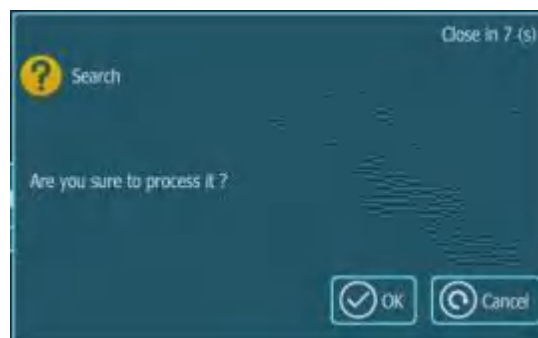 Close in 7 (s)
? Search
Are you sure to process it ?
OK Cancel